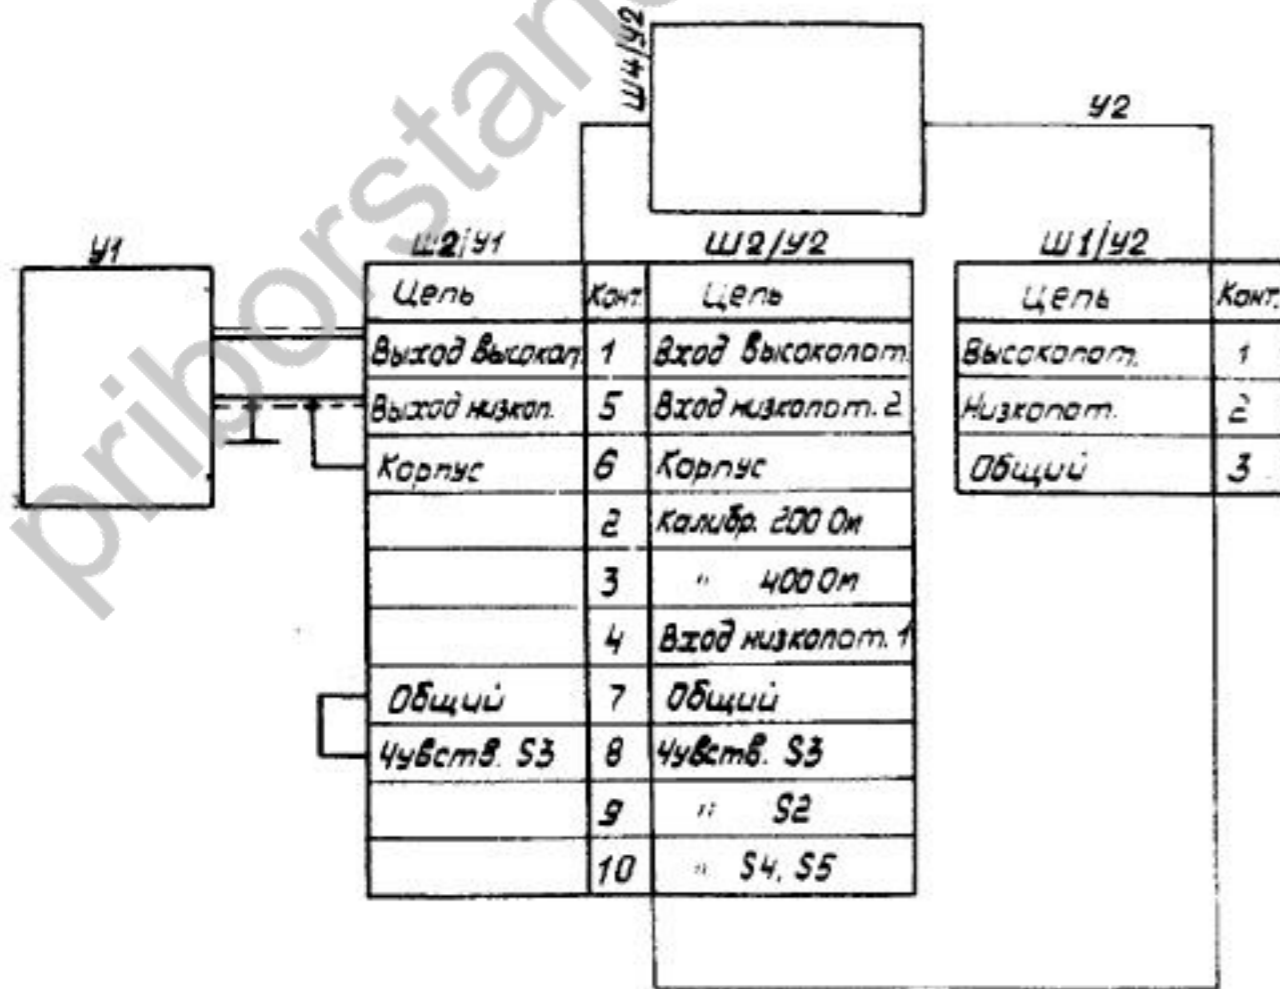 Ш4/У2
У2
У1
Ш2/У1 Ш2/У2 Ш1/У2
Цепь Конт. Цепь Цепь Конт.
Выход высокоп. 1 Вход высокопот. Высокопот. 1
Выход низкоп. 5 Вход низкопот. 2 Низкопот. 2
Корпус 6 Корпус Общий 3
2 Калибр. 200 Ом
3 " 400 Ом
4 Вход низкопот. 1
Общий 7 Общий
Чувств. S3 8 Чувств. S3
9 " S2
10 " S4, S5
priborstan